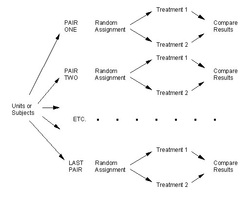 Treatment 1
PAIR
ONE
Random
Assignment
Compare
Results
Treatment 2
Treatment 1
PAIR
TWO
Random
Assignment
Compare
Results
Treatment 2
Units or
Subjects
ETC. . . . . . . .
Treatment 1
LAST
PAIR
Random
Assignment
Compare
Results
Treatment 2